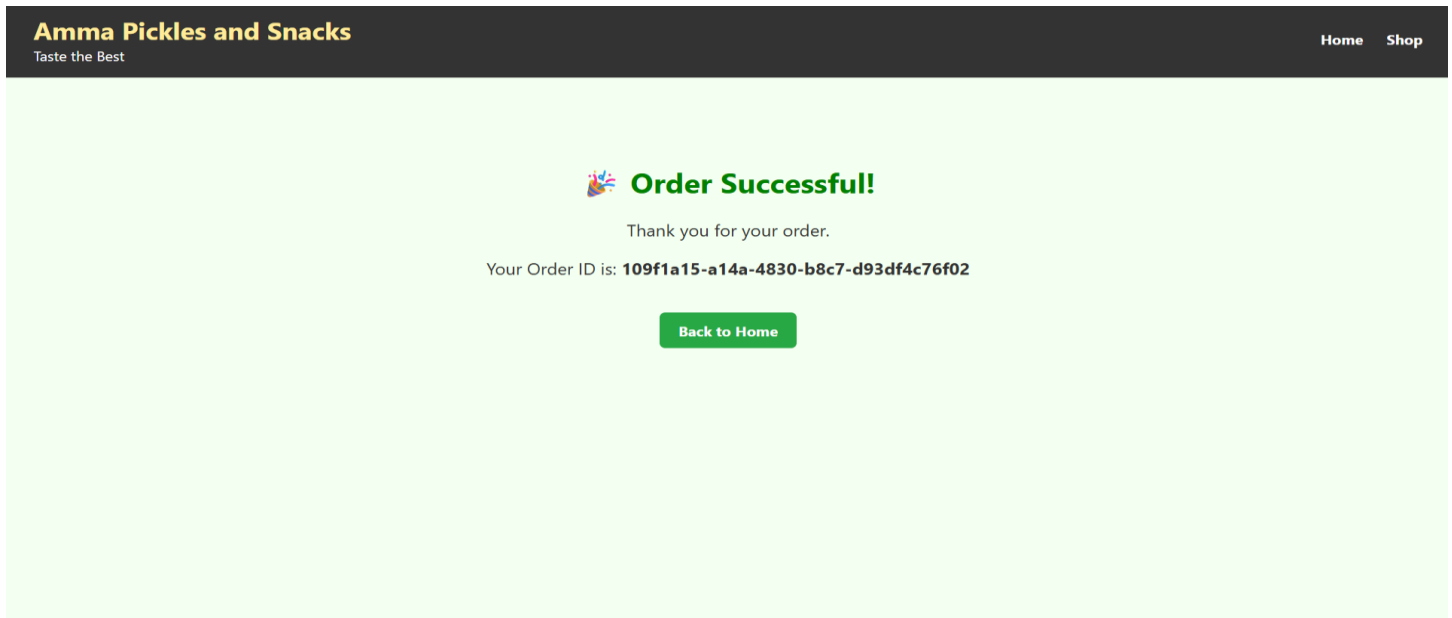 Amma Pickles and Snacks
Taste the Best
Home Shop
🎉 Order Successful!
Thank you for your order.
Your Order ID is: 109f1a15-a14a-4830-b8c7-d93df4c76f02
Back to Home